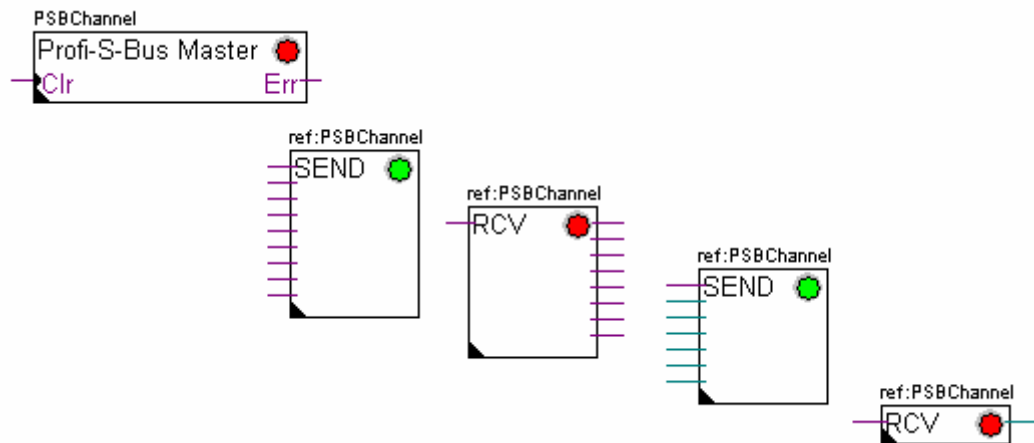 PSBChannel
Profi-S-Bus Master
Clr Err
ref:PSBChannel
SEND
ref:PSBChannel
RCV
ref:PSBChannel
SEND
ref:PSBChannel
RCV